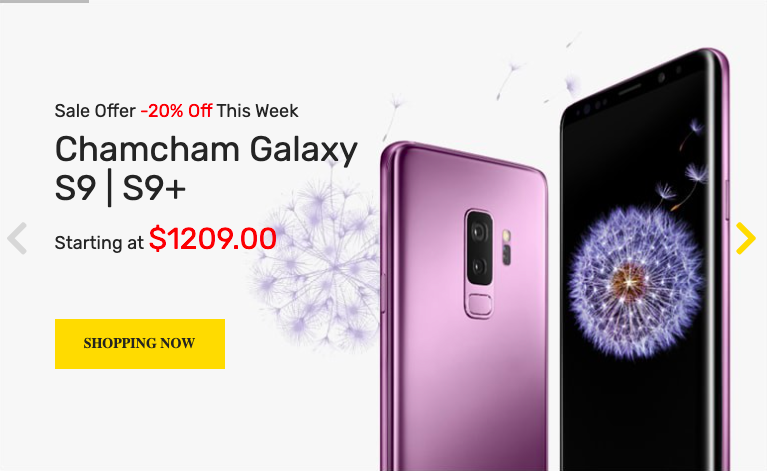 Sale Offer -20% Off This Week
Chamcham Galaxy
S9 | S9+
Starting at $1209.00
SHOPPING NOW